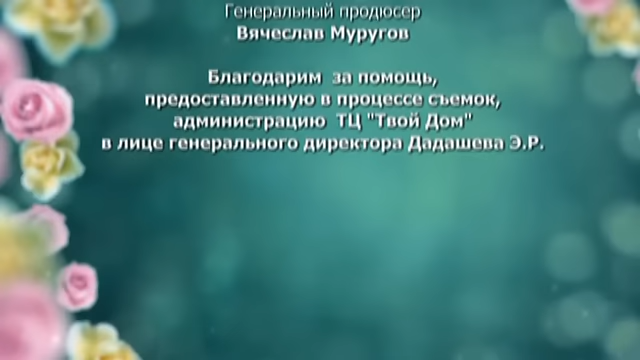 Генеральный продюсер
Вячеслав Муругов
Благодарим за помощь,
предоставленную в процессе съемок,
администрацию ТЦ "Твой Дом"
в лице генерального директора Дадашева Э.Р.